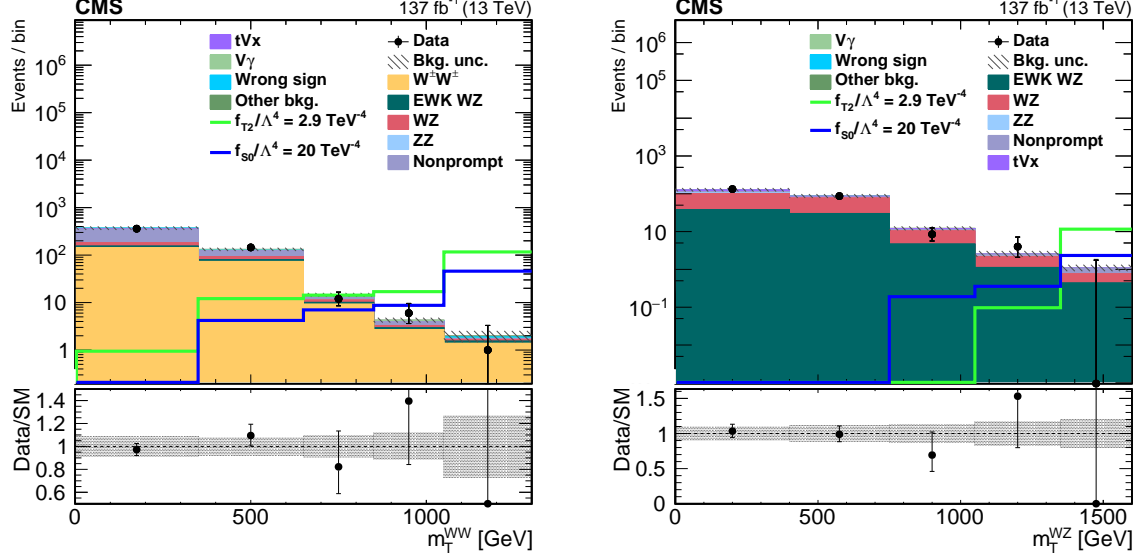 CMS
137 fb⁻¹ (13 TeV)
Events / bin
10⁶
10⁵
10⁴
10³
10²
10
1
tVx
Vγ
Wrong sign
Other bkg.
f_T2/Λ⁴ = 2.9 TeV⁻⁴
f_S0/Λ⁴ = 20 TeV⁻⁴
Data
Bkg. unc.
W±W±
EWK WZ
WZ
ZZ
Nonprompt
Data/SM
1.4
1.2
1.0
0.8
0.6
0 500 1000
m_T^WW [GeV]
CMS
137 fb⁻¹ (13 TeV)
Events / bin
10⁶
10⁵
10³
10
10⁻¹
Vγ
Wrong sign
Other bkg.
f_T2/Λ⁴ = 2.9 TeV⁻⁴
f_S0/Λ⁴ = 20 TeV⁻⁴
Data
Bkg. unc.
EWK WZ
WZ
ZZ
Nonprompt
tVx
Data/SM
1.5
1.0
0.5
0
0 500 1000 1500
m_T^WZ [GeV]